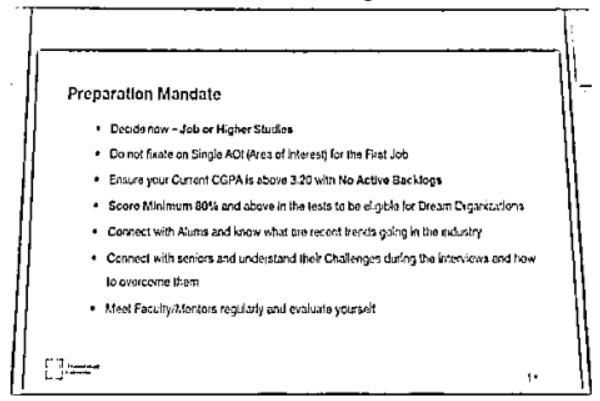 Preparation Mandate
• Decide now – Job or Higher Studies
• Do not fixate on Single AOI (Area of Interest) for the First Job
• Ensure your Current CGPA is above 3.20 with No Active Backlogs
• Score Minimum 80% and above in the tests to be eligible for Dream Organizations
• Connect with Alums and know what are recent trends going in the industry
• Connect with seniors and understand their Challenges during the interviews and how
to overcome them
• Meet Faculty/Mentors regularly and evaluate yourself